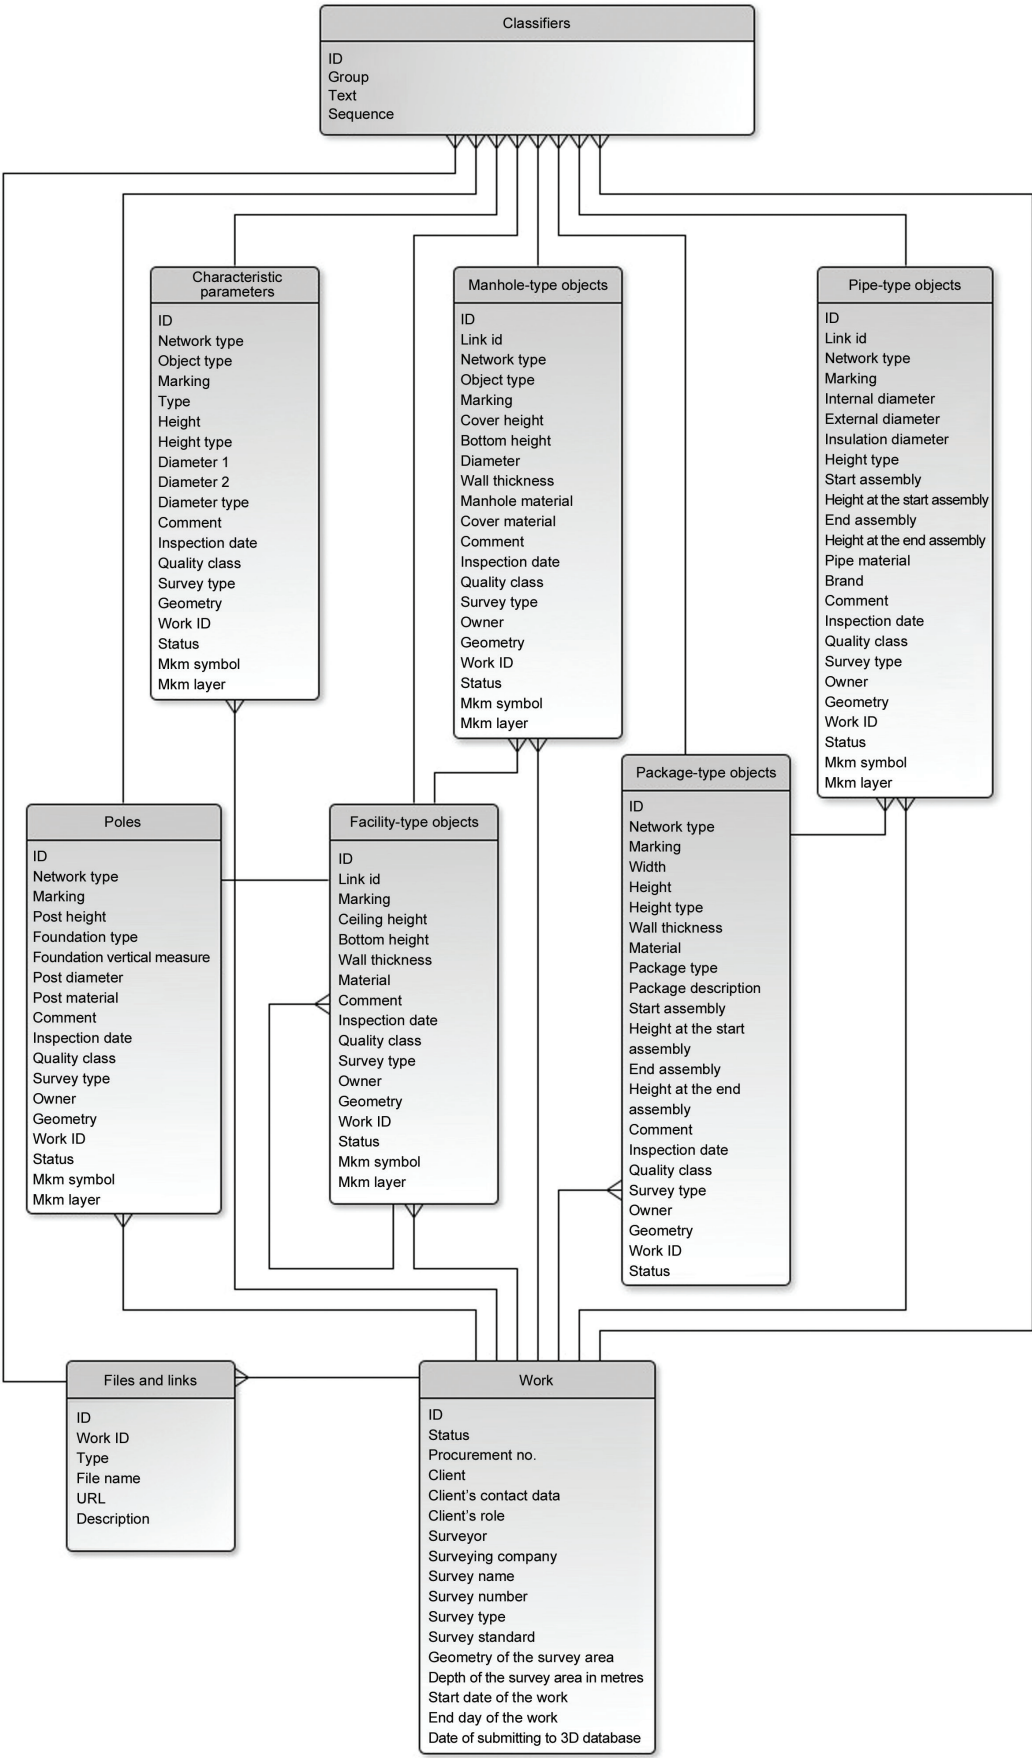 Classifiers
ID
Group
Text
Sequence
Characteristic
parameters
ID
Network type
Object type
Marking
Type
Height
Height type
Diameter 1
Diameter 2
Diameter type
Comment
Inspection date
Quality class
Survey type
Geometry
Work ID
Status
Mkm symbol
Mkm layer
Manhole-type objects
ID
Link id
Network type
Object type
Marking
Cover height
Bottom height
Diameter
Wall thickness
Manhole material
Cover material
Comment
Inspection date
Quality class
Survey type
Owner
Geometry
Work ID
Status
Mkm symbol
Mkm layer
Pipe-type objects
ID
Link id
Network type
Marking
Internal diameter
External diameter
Insulation diameter
Height type
Start assembly
Height at the start assembly
End assembly
Height at the end assembly
Pipe material
Brand
Comment
Inspection date
Quality class
Survey type
Owner
Geometry
Work ID
Status
Mkm symbol
Mkm layer
Poles
ID
Network type
Marking
Post height
Foundation type
Foundation vertical measure
Post diameter
Post material
Comment
Inspection date
Quality class
Survey type
Owner
Geometry
Work ID
Status
Mkm symbol
Mkm layer
Facility-type objects
ID
Link id
Marking
Ceiling height
Bottom height
Wall thickness
Material
Comment
Inspection date
Quality class
Survey type
Owner
Geometry
Work ID
Status
Mkm symbol
Mkm layer
Package-type objects
ID
Network type
Marking
Width
Height
Height type
Wall thickness
Material
Package type
Package description
Start assembly
Height at the start
assembly
End assembly
Height at the end
assembly
Comment
Inspection date
Quality class
Survey type
Owner
Geometry
Work ID
Status
Files and links
ID
Work ID
Type
File name
URL
Description
Work
ID
Status
Procurement no.
Client
Client's contact data
Client's role
Surveyor
Surveying company
Survey name
Survey number
Survey type
Survey standard
Geometry of the survey area
Depth of the survey area in metres
Start date of the work
End day of the work
Date of submitting to 3D database